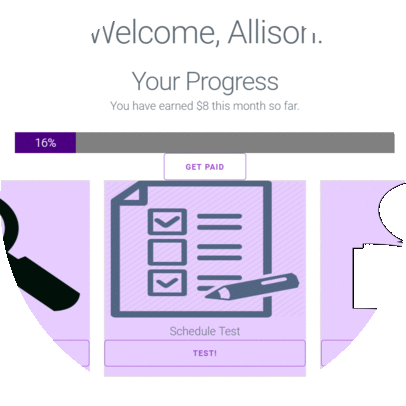 Welcome, Allison.
Your Progress
You have earned $8 this month so far.
16%
GET PAID
Schedule Test
TEST!